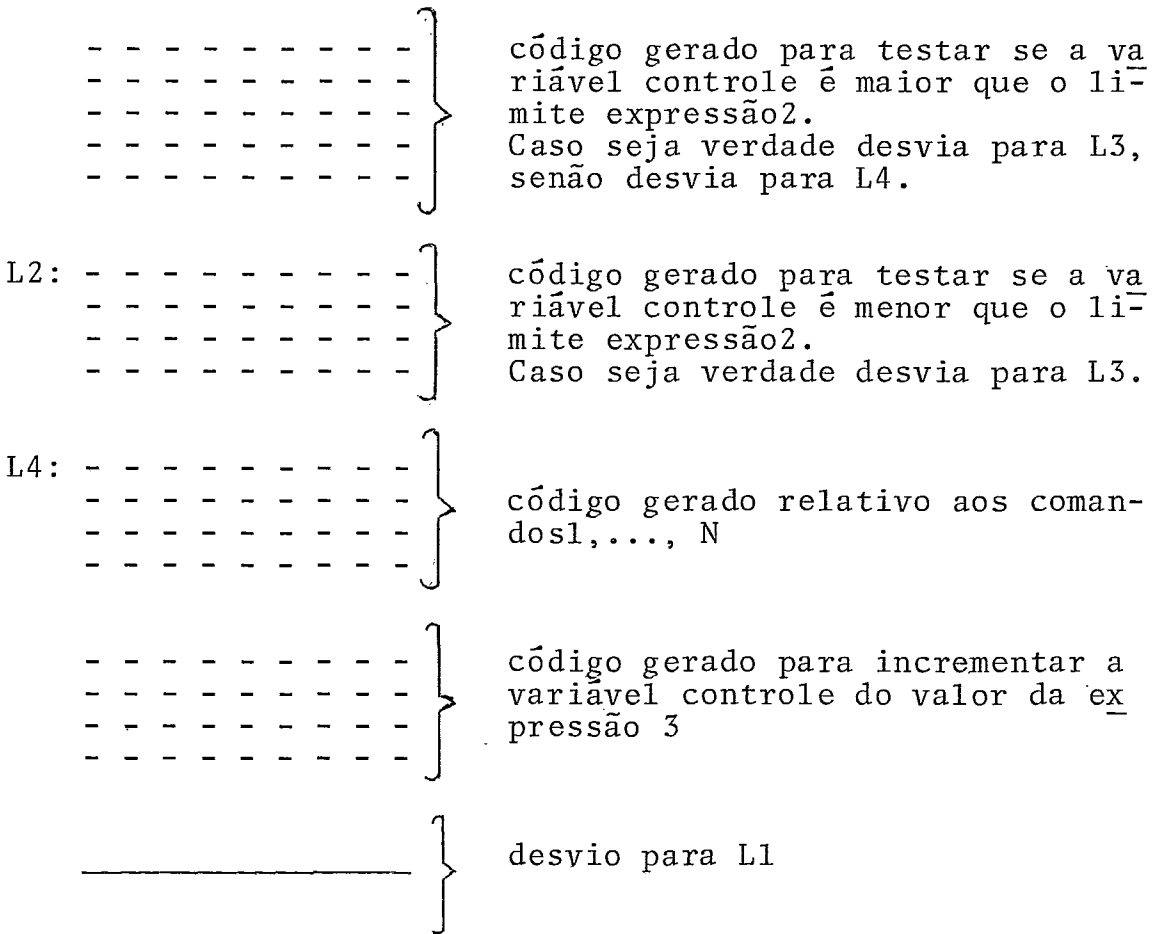 código gerado para testar se a va
riável controle é maior que o li-
mite expressão2.
Caso seja verdade desvia para L3,
senão desvia para L4.
L2: - - - - - - - - - código gerado para testar se a va
riável controle é menor que o li-
mite expressão2.
Caso seja verdade desvia para L3.
L4: - - - - - - - - -
código gerado relativo aos coman-
dos1,..., N
código gerado para incrementar a
variável controle do valor da ex
pressão 3
desvio para L1